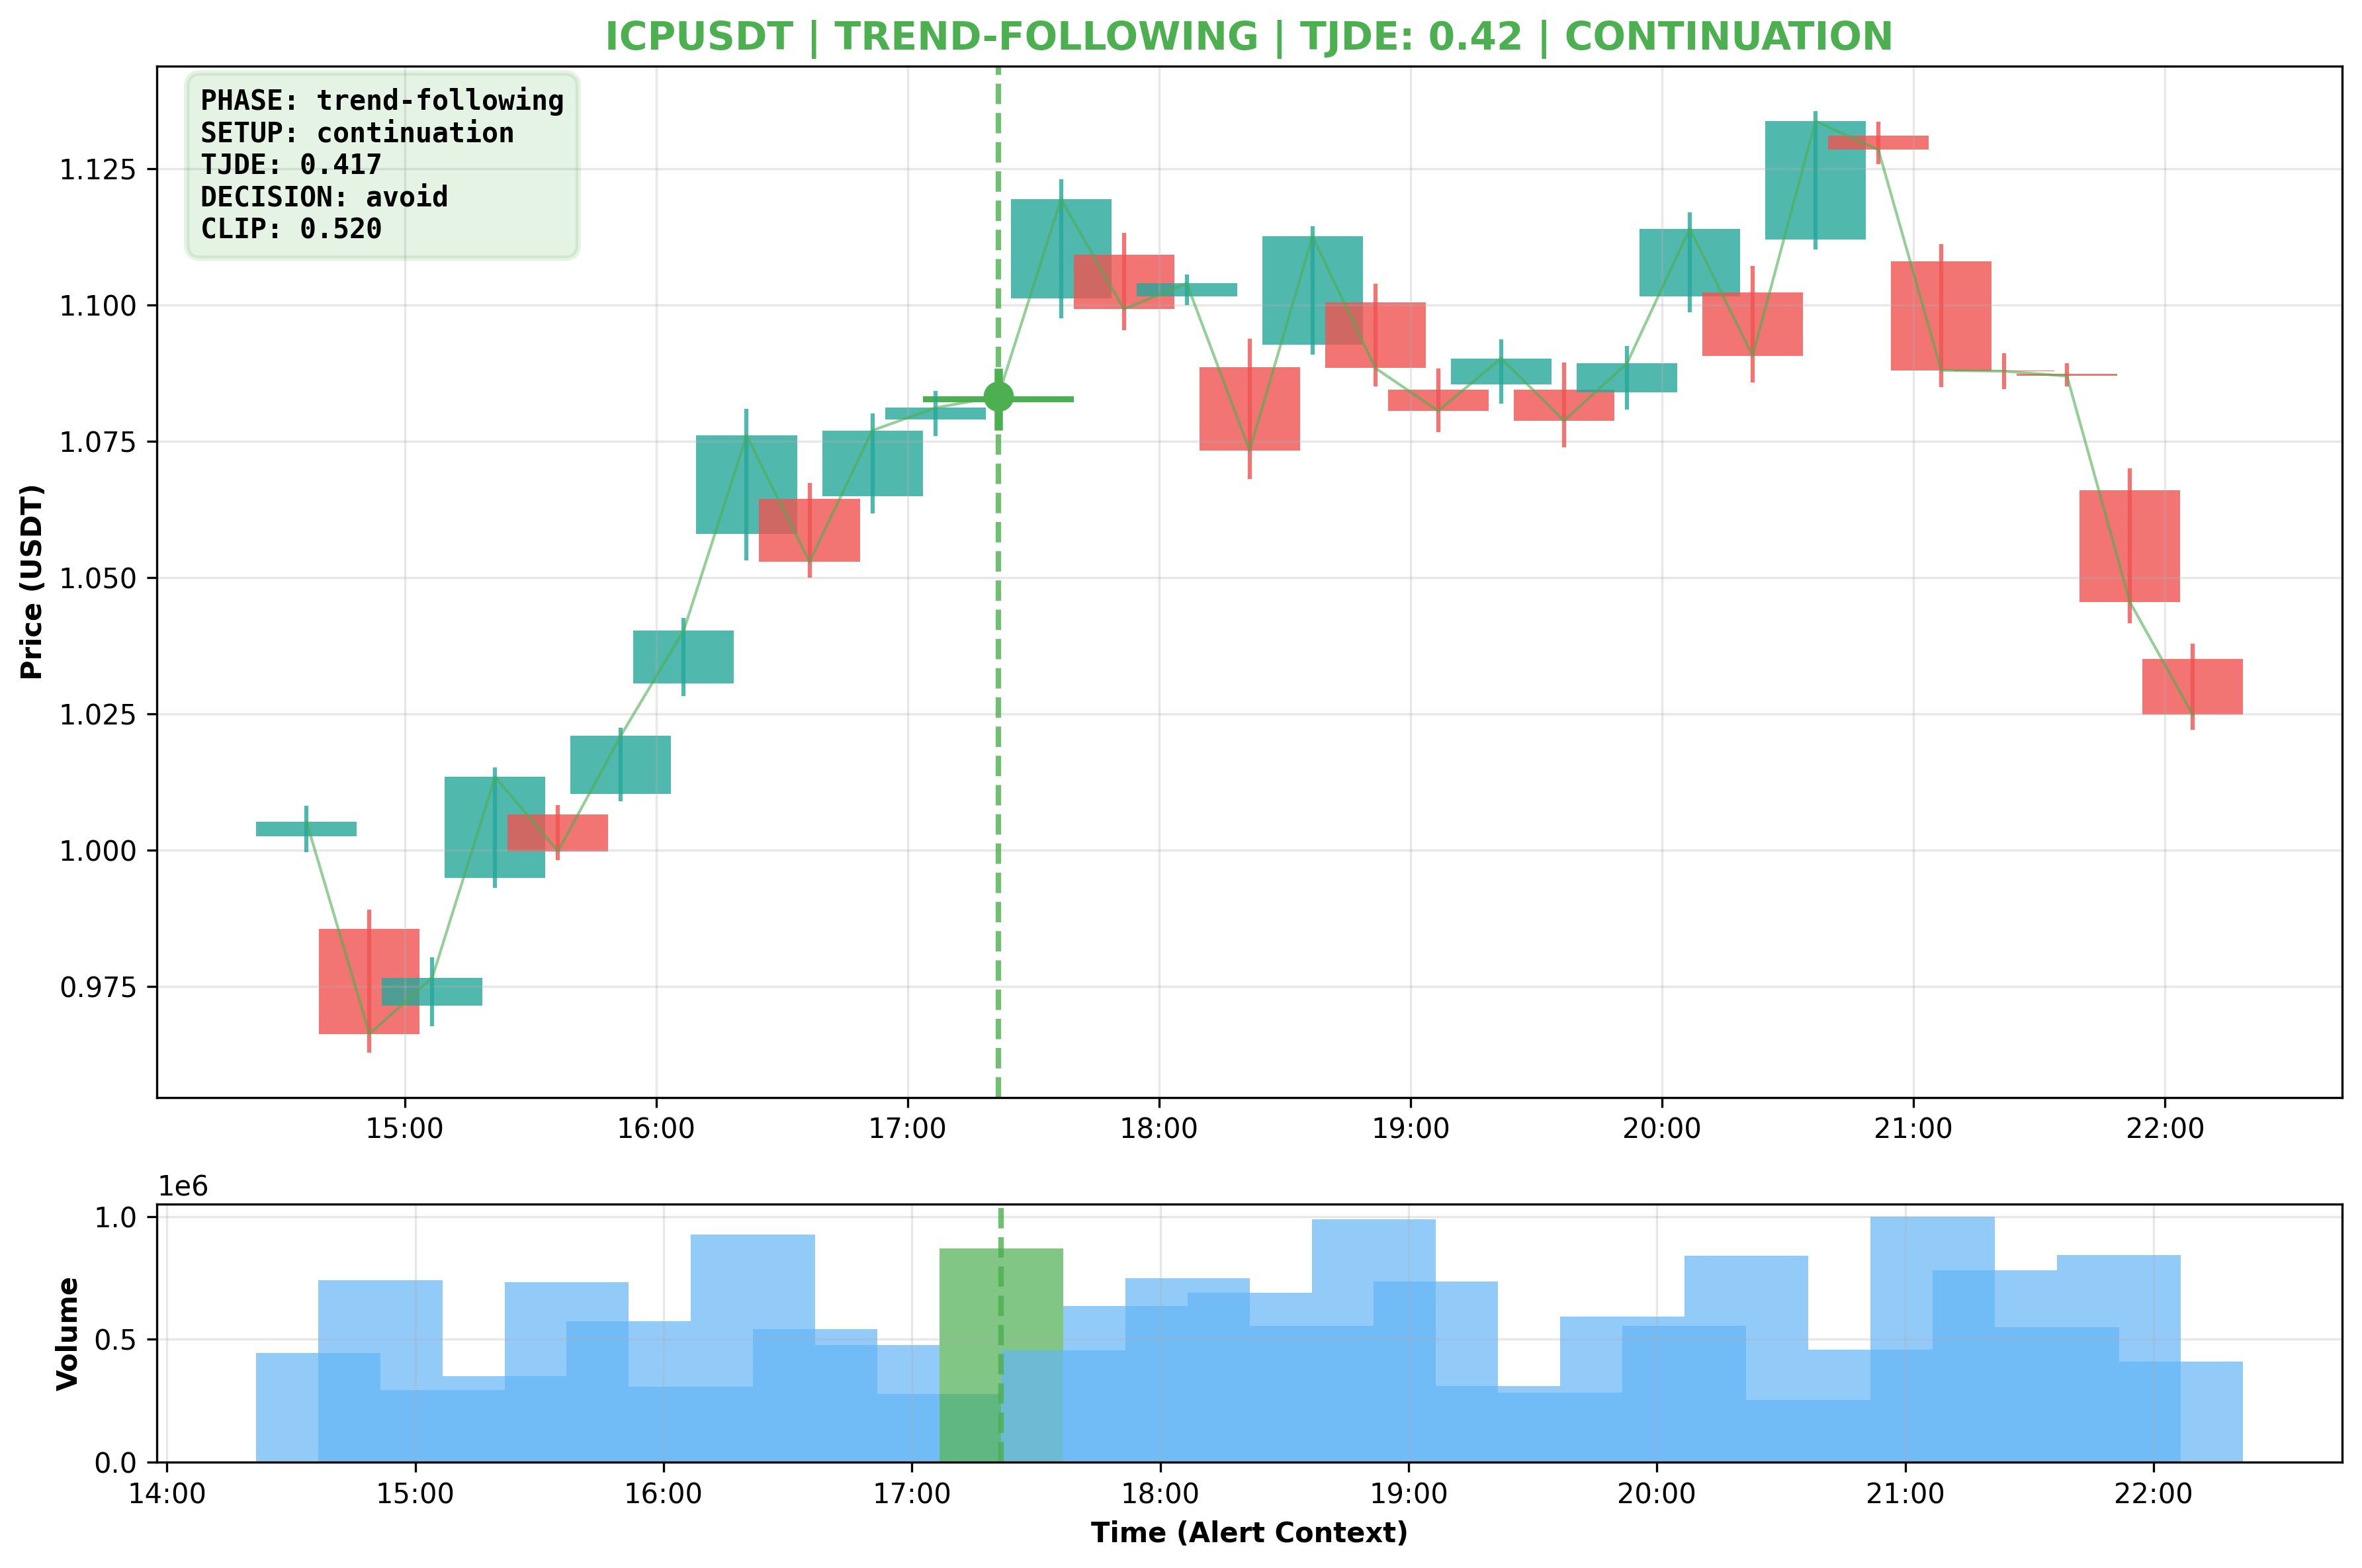 ICPUSDT | TREND-FOLLOWING | TJDE: 0.42 | CONTINUATION
PHASE: trend-following
SETUP: continuation
TJDE: 0.417
DECISION: avoid
CLIP: 0.520
Price (USDT)
1.125
1.100
1.075
1.050
1.025
1.000
0.975
15:00 16:00 17:00 18:00 19:00 20:00 21:00 22:00
1e6
Volume
1.0
0.5
0.0
14:00 15:00 16:00 17:00 18:00 19:00 20:00 21:00 22:00
Time (Alert Context)